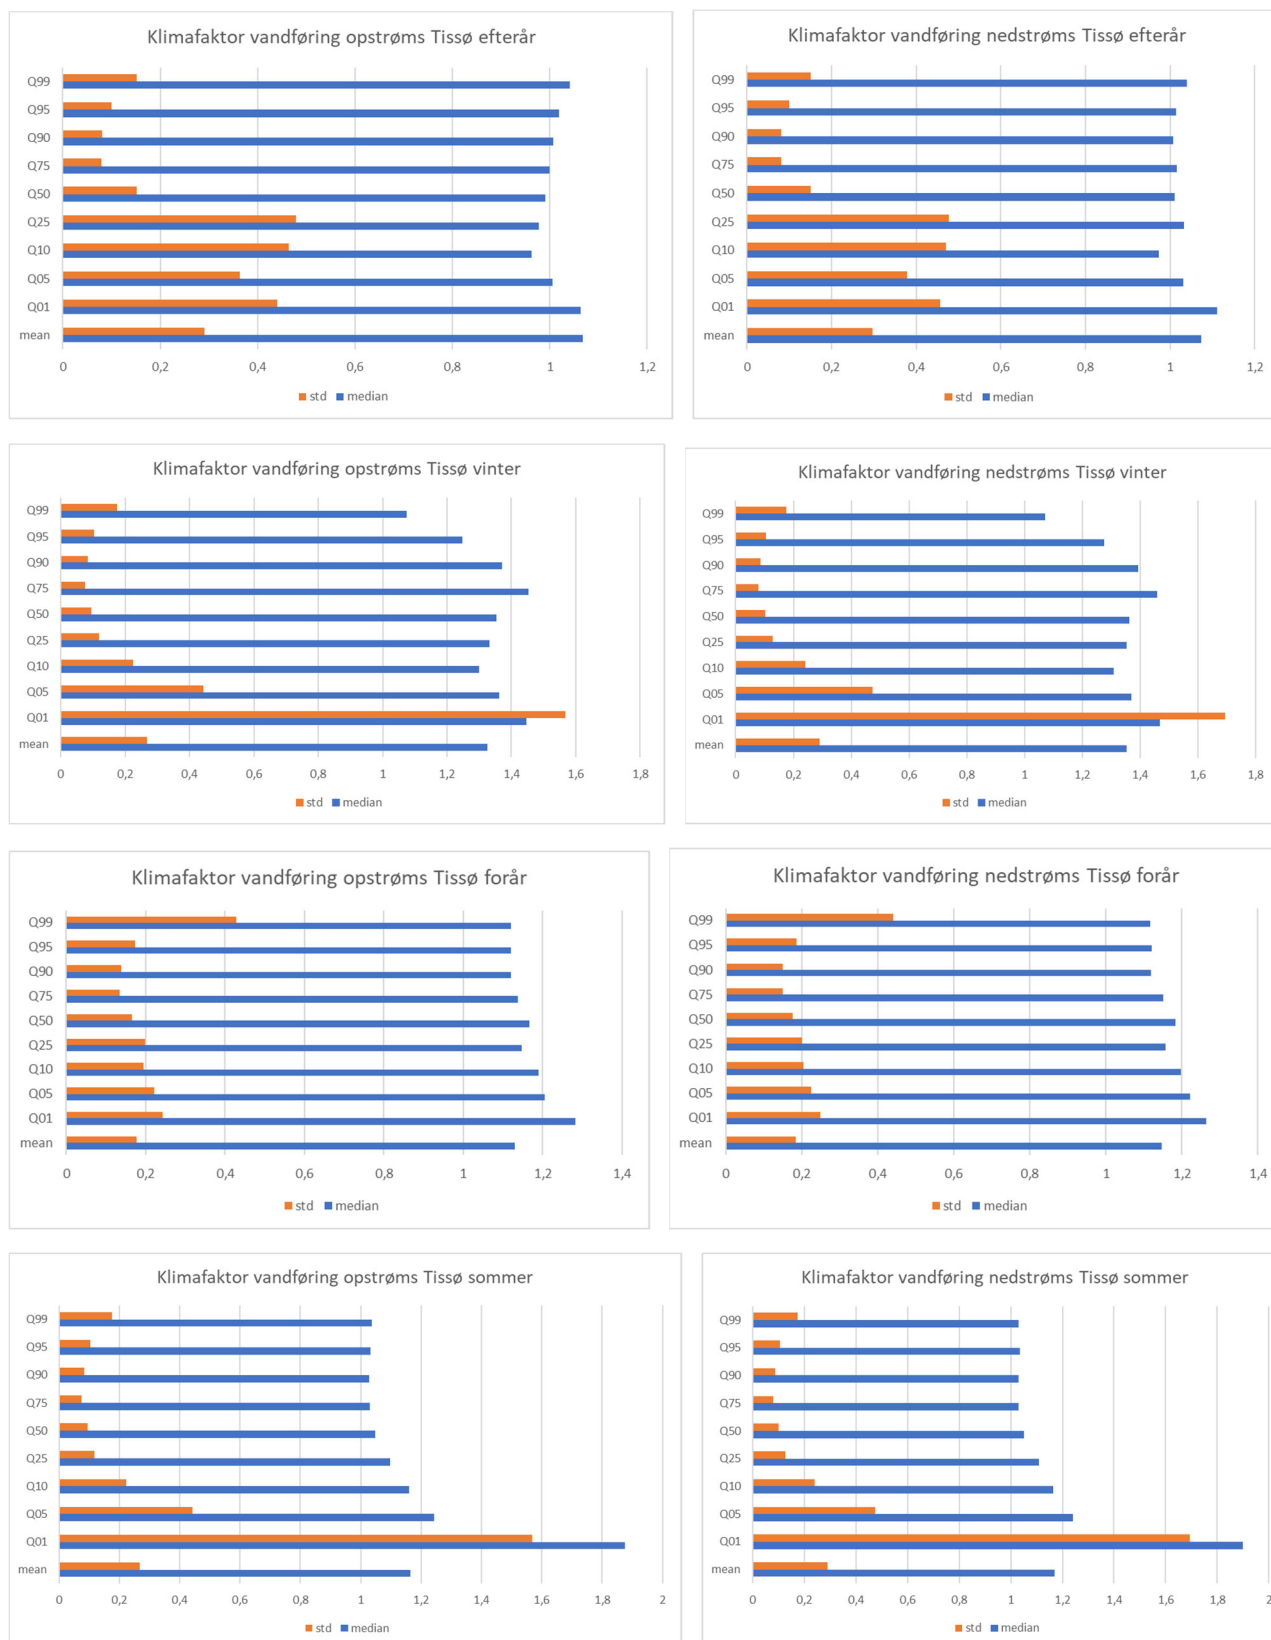 Klimafaktor vandføring opstrøms Tissø efterår
Q99
Q95
Q90
Q75
Q50
Q25
Q10
Q05
Q01
mean
0 0,2 0,4 0,6 0,8 1 1,2
std median
Klimafaktor vandføring nedstrøms Tissø efterår
Q99
Q95
Q90
Q75
Q50
Q25
Q10
Q05
Q01
mean
0 0,2 0,4 0,6 0,8 1 1,2
std median
Klimafaktor vandføring opstrøms Tissø vinter
Q99
Q95
Q90
Q75
Q50
Q25
Q10
Q05
Q01
mean
0 0,2 0,4 0,6 0,8 1 1,2 1,4 1,6 1,8
std median
Klimafaktor vandføring nedstrøms Tissø vinter
Q99
Q95
Q90
Q75
Q50
Q25
Q10
Q05
Q01
mean
0 0,2 0,4 0,6 0,8 1 1,2 1,4 1,6 1,8
std median
Klimafaktor vandføring opstrøms Tissø forår
Q99
Q95
Q90
Q75
Q50
Q25
Q10
Q05
Q01
mean
0 0,2 0,4 0,6 0,8 1 1,2 1,4
std median
Klimafaktor vandføring nedstrøms Tissø forår
Q99
Q95
Q90
Q75
Q50
Q25
Q10
Q05
Q01
mean
0 0,2 0,4 0,6 0,8 1 1,2 1,4
std median
Klimafaktor vandføring opstrøms Tissø sommer
Q99
Q95
Q90
Q75
Q50
Q25
Q10
Q05
Q01
mean
0 0,2 0,4 0,6 0,8 1 1,2 1,4 1,6 1,8 2
std median
Klimafaktor vandføring nedstrøms Tissø sommer
Q99
Q95
Q90
Q75
Q50
Q25
Q10
Q05
Q01
mean
0 0,2 0,4 0,6 0,8 1 1,2 1,4 1,6 1,8 2
std median